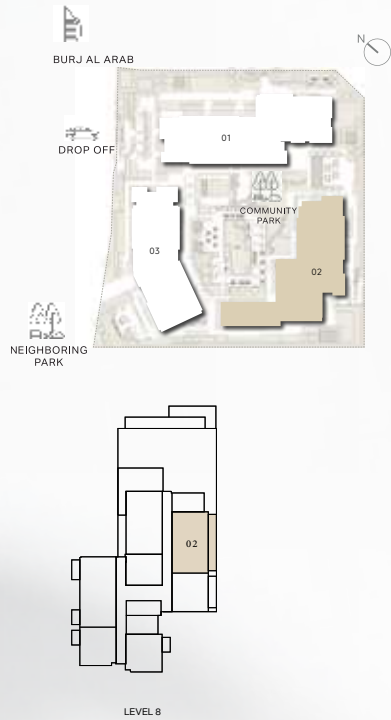 N
BURJ AL ARAB
DROP OFF
01
COMMUNITY
PARK
03
02
NEIGHBORING
PARK
02
LEVEL 8